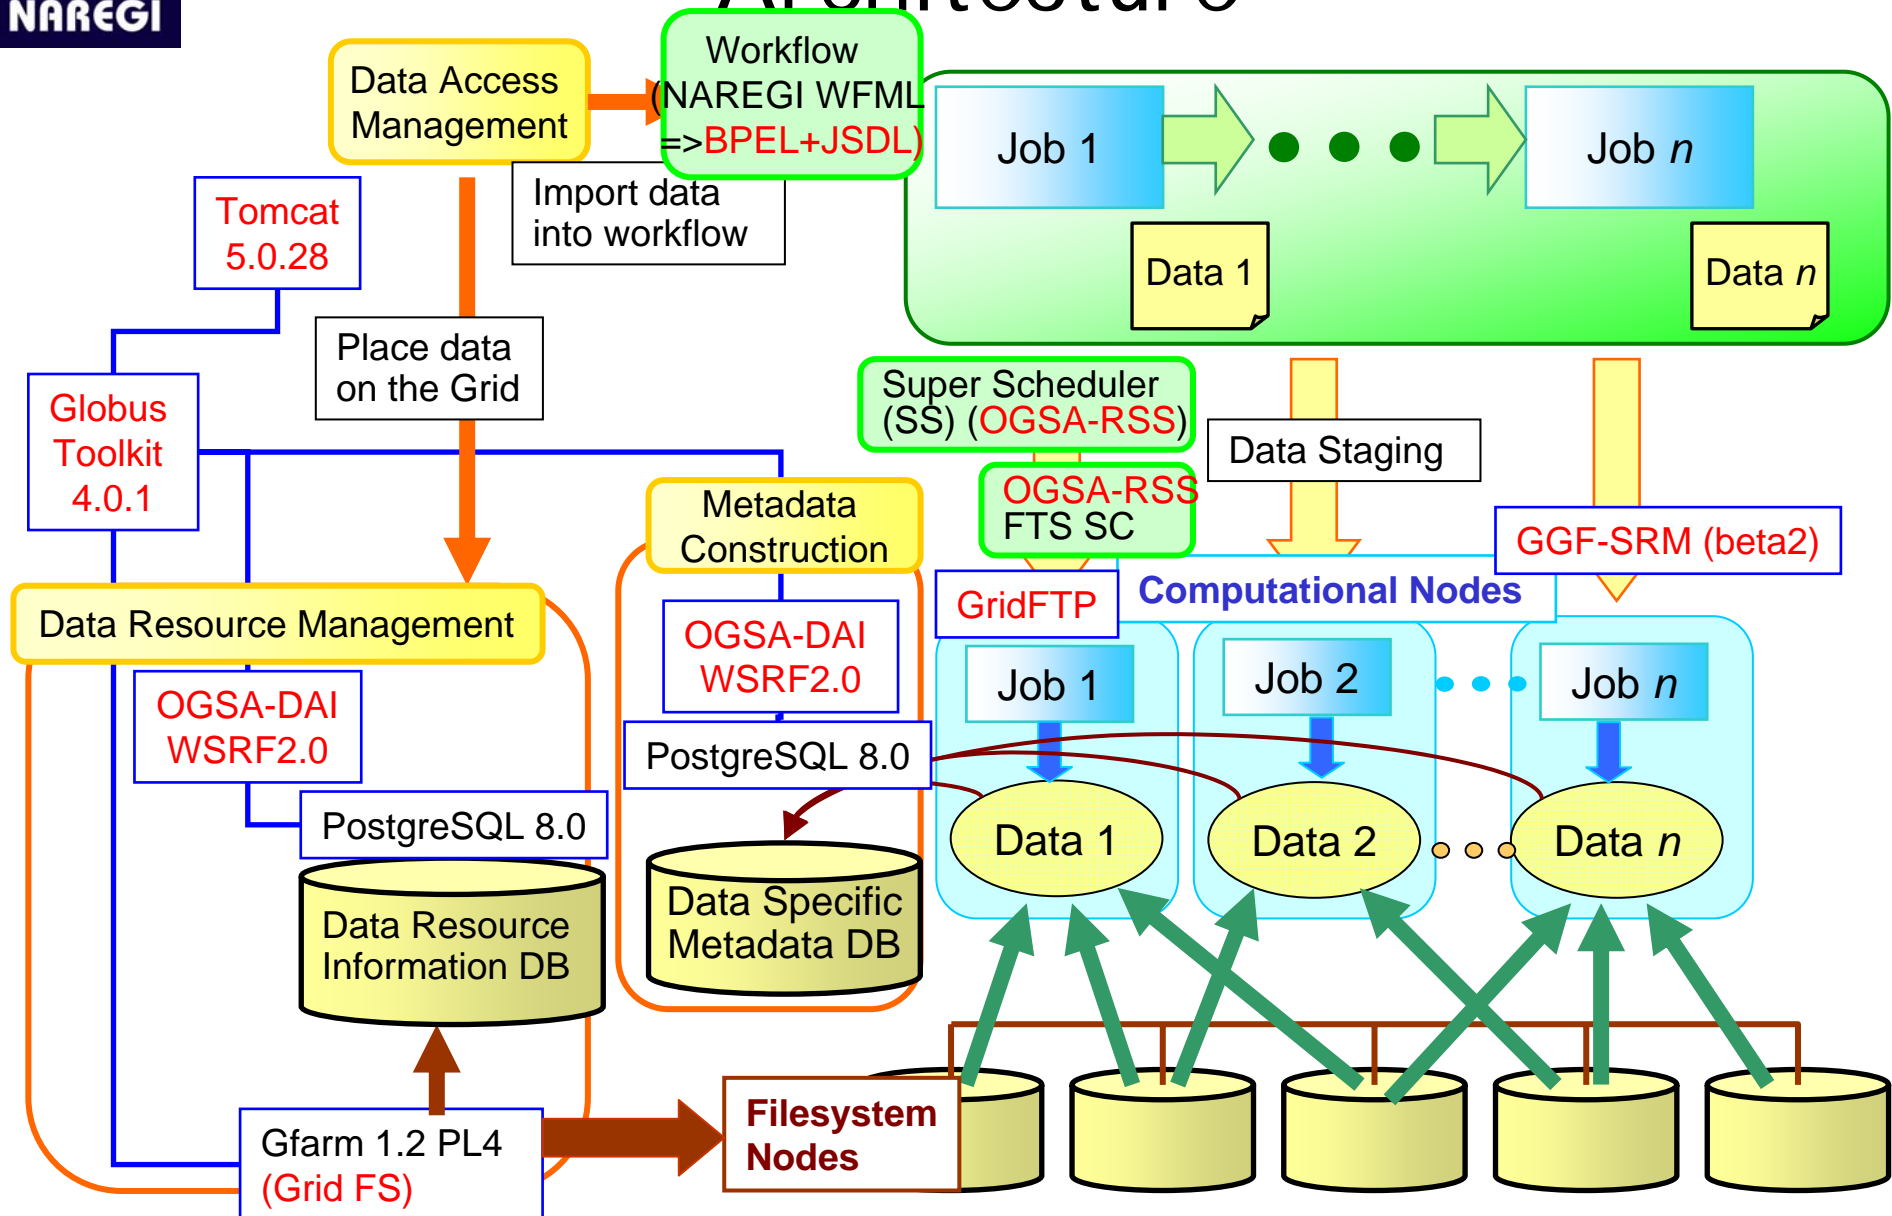 NAREGI
Data Access
Management
Workflow
(NAREGI WFML
=>BPEL+JSDL)
Import data
into workflow
Job 1
Job n
Data 1
Data n
Tomcat
5.0.28
Place data
on the Grid
Globus
Toolkit
4.0.1
Super Scheduler
(SS) (OGSA-RSS)
OGSA-RSS
FTS SC
Data Staging
GGF-SRM (beta2)
Metadata
Construction
GridFTP
Computational Nodes
Data Resource Management
OGSA-DAI
WSRF2.0
OGSA-DAI
WSRF2.0
Job 1
Job 2
Job n
PostgreSQL 8.0
PostgreSQL 8.0
Data 1
Data 2
Data n
Data Resource
Information DB
Data Specific
Metadata DB
Gfarm 1.2 PL4
(Grid FS)
Filesystem
Nodes